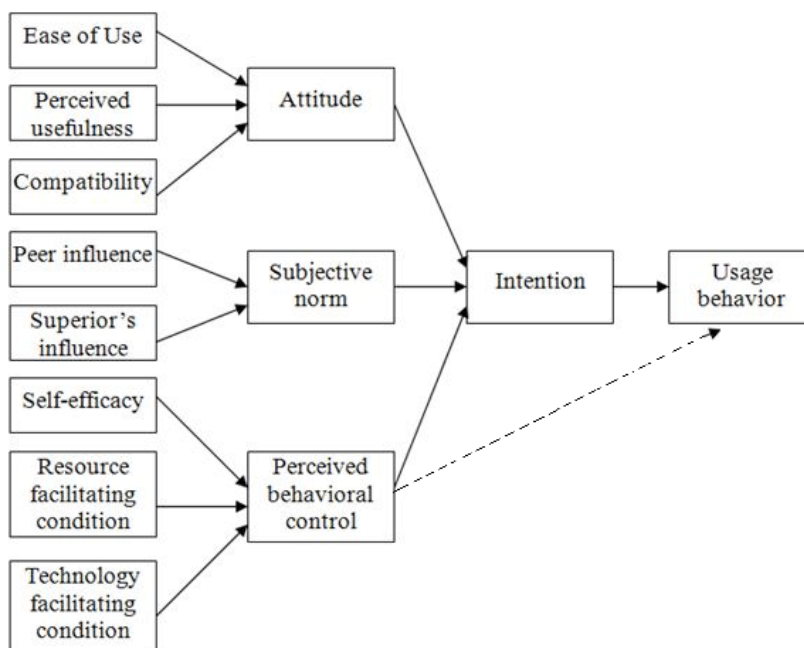 Ease of Use
Perceived
usefulness
Compatibility
Peer influence
Superior's
influence
Self-efficacy
Resource
facilitating
condition
Technology
facilitating
condition
Attitude
Subjective
norm
Perceived
behavioral
control
Intention
Usage
behavior